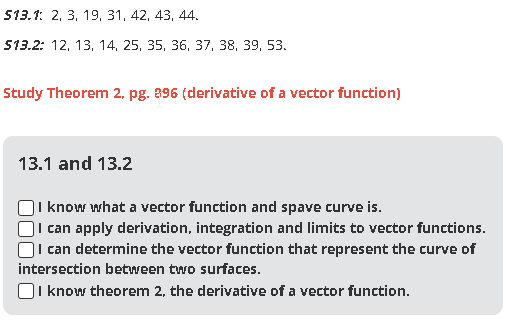 S13.1: 2, 3, 19, 31, 42, 43, 44.
S13.2: 12, 13, 14, 25, 35, 36, 37, 38, 39, 53.
Study Theorem 2, pg. 896 (derivative of a vector function)
13.1 and 13.2
I know what a vector function and spave curve is.
I can apply derivation, integration and limits to vector functions.
I can determine the vector function that represent the curve of
intersection between two surfaces.
I know theorem 2, the derivative of a vector function.